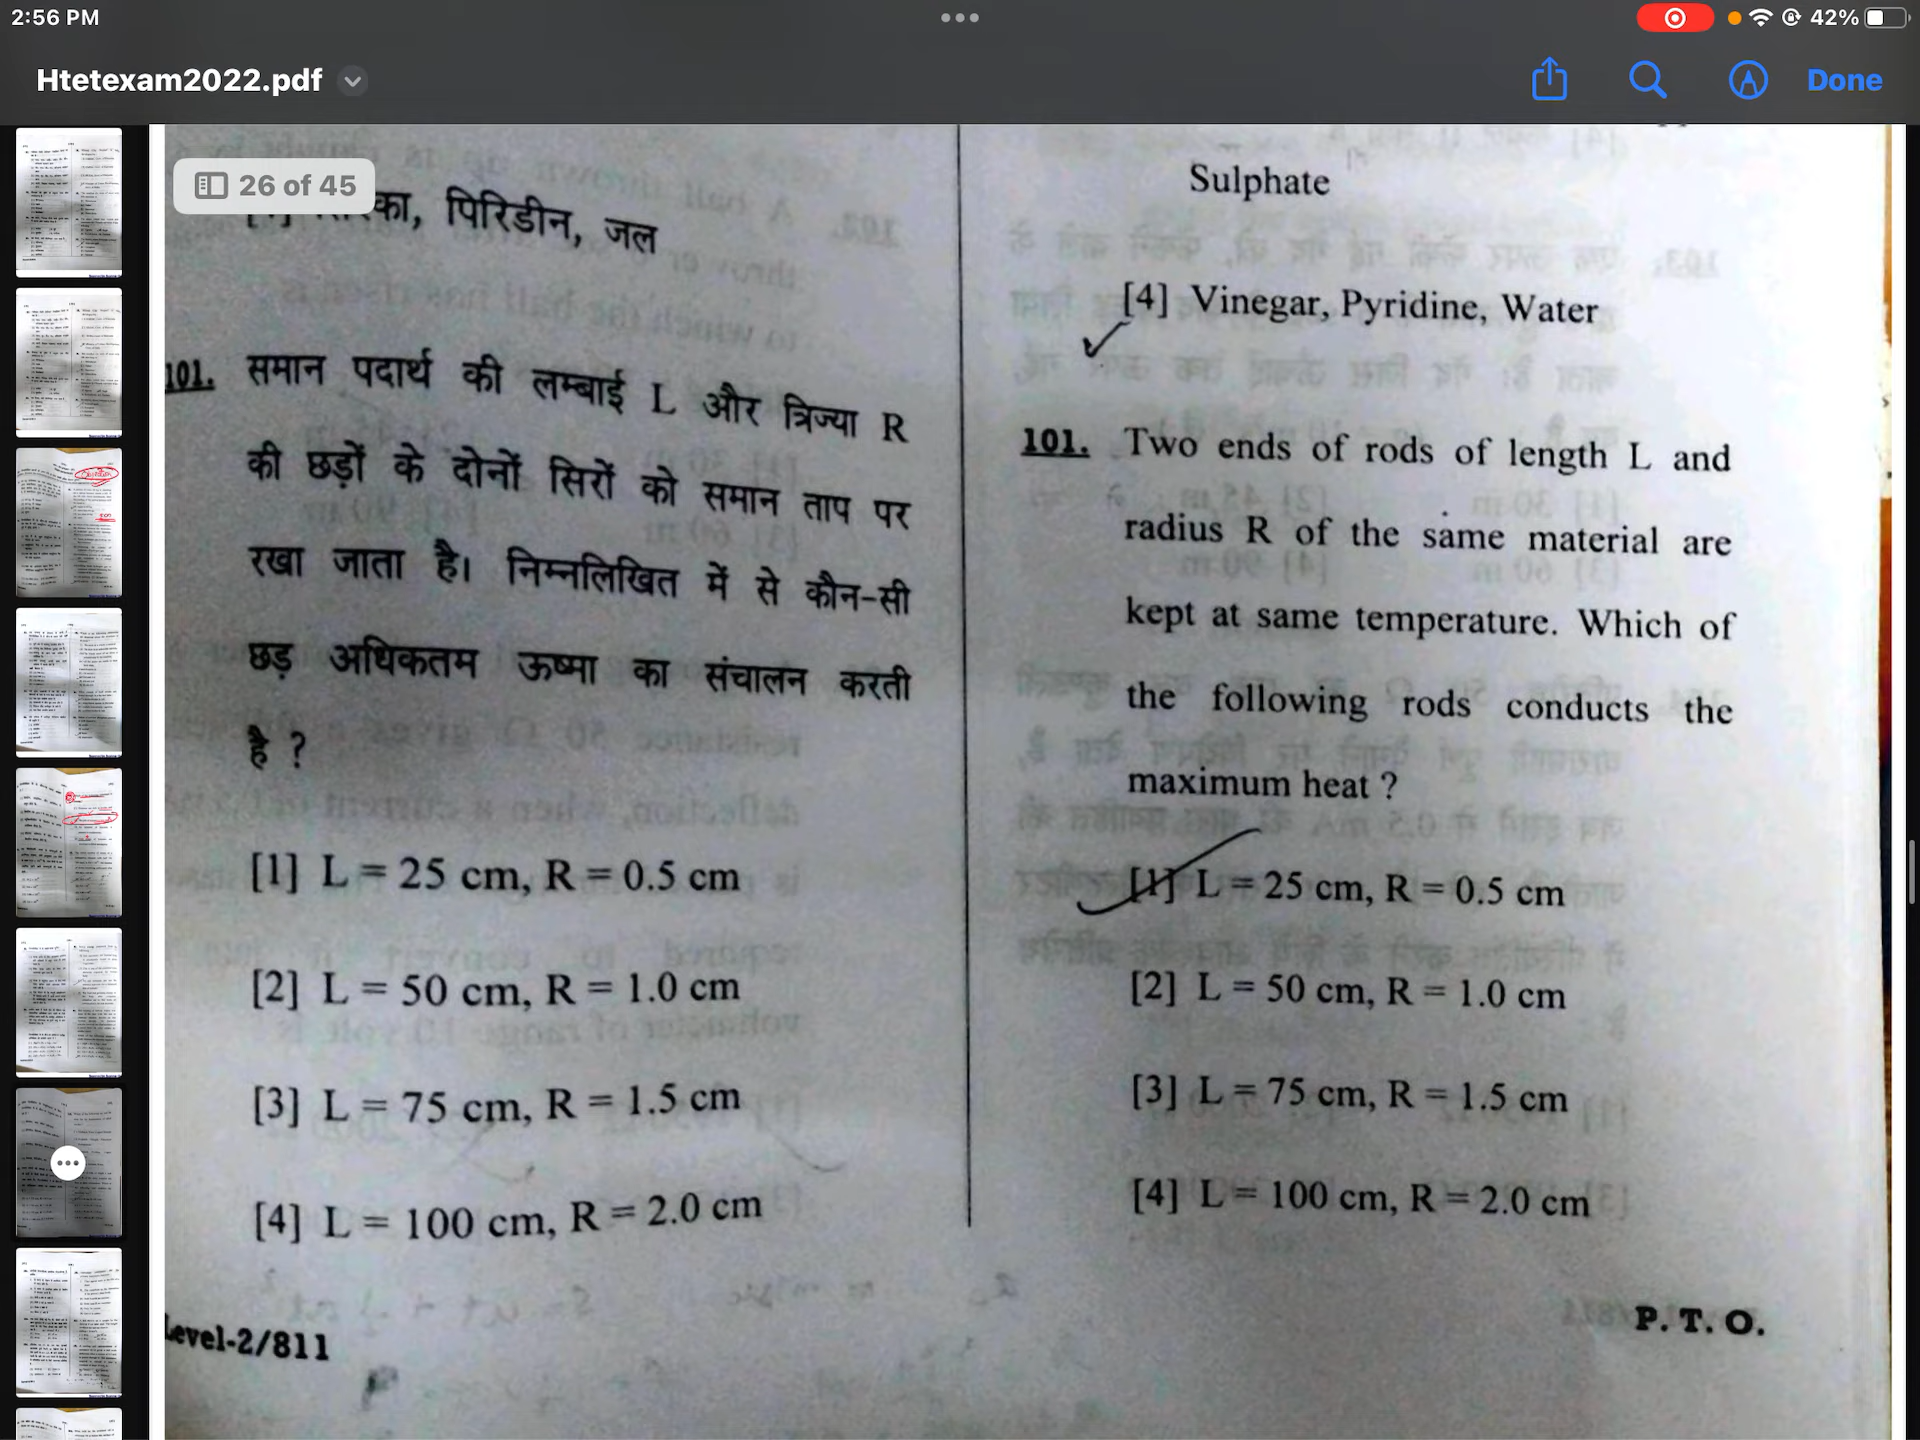 2:56 PM
42%
Htetexam2022.pdf
Done
26 of 45
पिरिडीन, जल
101. समान पदार्थ की लम्बाई L और त्रिज्या R
की छड़ों के दोनों सिरों को समान ताप पर
रखा जाता है। निम्नलिखित में से कौन-सी
छड़ अधिकतम ऊष्मा का संचालन करती
है ?
[1] L = 25 cm, R = 0.5 cm
[2] L = 50 cm, R = 1.0 cm
[3] L = 75 cm, R = 1.5 cm
[4] L = 100 cm, R = 2.0 cm
Level-2/811
Sulphate
[4] Vinegar, Pyridine, Water
101. Two ends of rods of length L and
radius R of the same material are
kept at same temperature. Which of
the following rods conducts the
maximum heat ?
[1] L = 25 cm, R = 0.5 cm
[2] L = 50 cm, R = 1.0 cm
[3] L = 75 cm, R = 1.5 cm
[4] L = 100 cm, R = 2.0 cm
P. T. O.